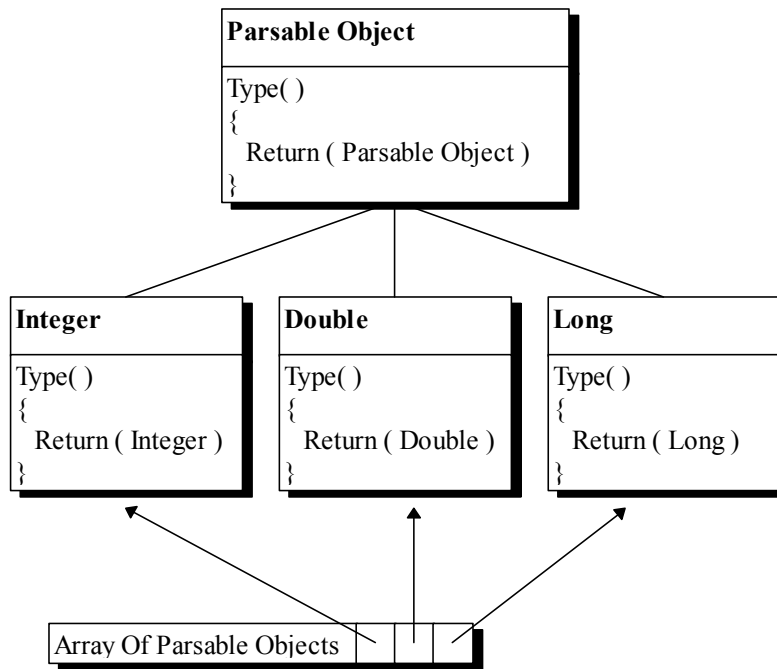 Parsable Object
Type( )
{
Return ( Parsable Object )
}
Integer
Type( )
{
Return ( Integer )
}
Double
Type( )
{
Return ( Double )
}
Long
Type( )
{
Return ( Long )
}
Array Of Parsable Objects